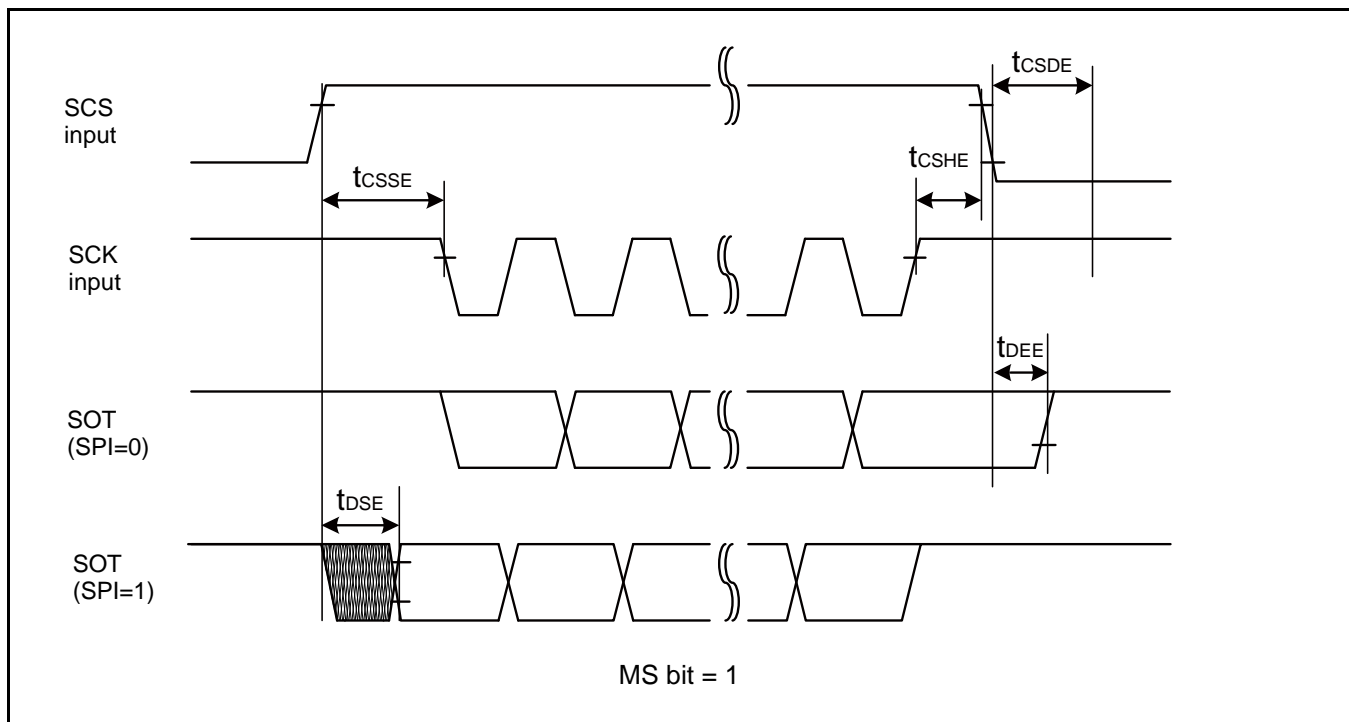 tCSDE
SCS
input
tCSHE
tCSSE
SCK
input
tDEE
SOT
(SPI=0)
tDSE
SOT
(SPI=1)
MS bit = 1